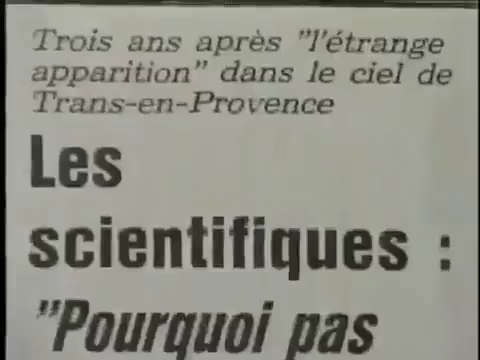 Trois ans après "l'étrange
apparition" dans le ciel de
Trans-en-Provence
Les
scientifiques :
"Pourquoi pas